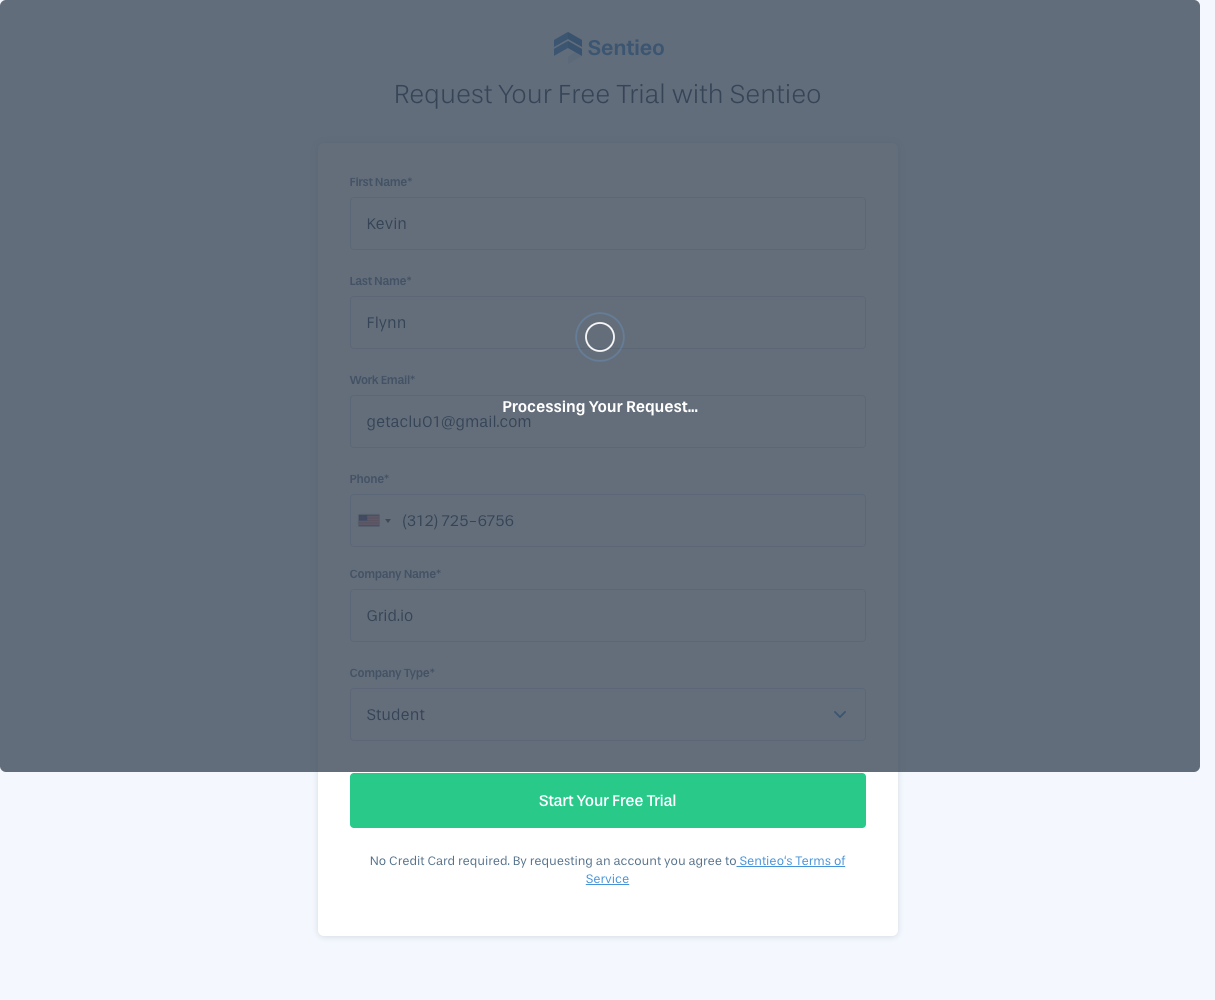 Sentieo
Request Your Free Trial with Sentieo
First Name*
Kevin
Last Name*
Flynn
Work Email*
Processing Your Request...
getaclu01@gmail.com
Phone*
(312) 725-6756
Company Name*
Grid.io
Company Type*
Student
Start Your Free Trial
No Credit Card required. By requesting an account you agree to Sentieo's Terms of
Service